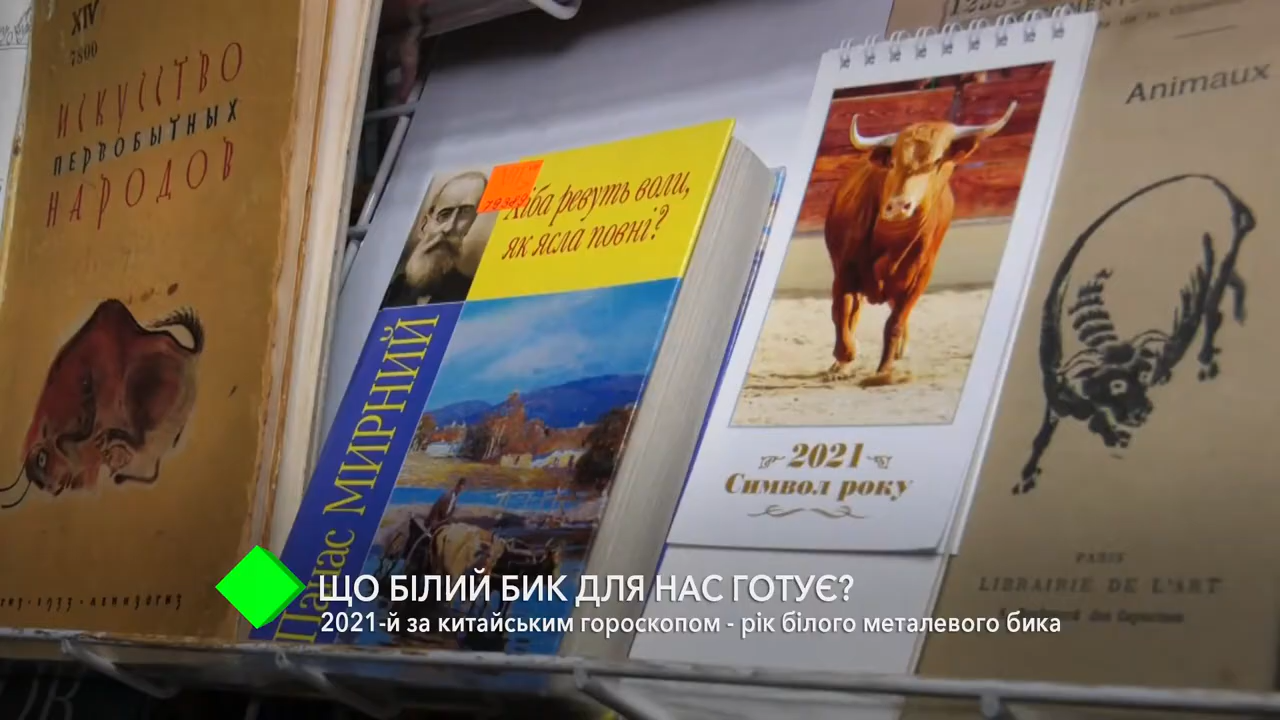 XIV
7800
ИСКУССТВО
ПЕРВОБЫТНЫХ
НАРОДОВ
Хіба ревуть воли,
як ясла повні?
Панас МИРНИЙ
2021
Символ року
Animaux
PARIS
LIBRAIRIE DE L'ART
ЩО БІЛИЙ БИК ДЛЯ НАС ГОТУЄ?
2021-й за китайським гороскопом - рік білого металевого бика